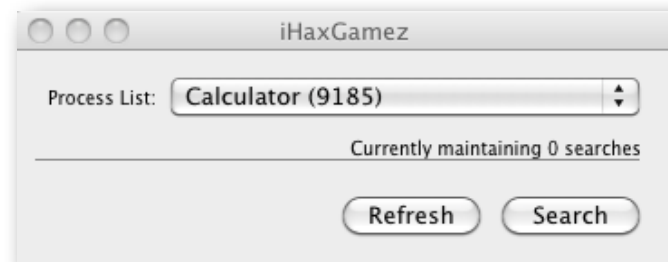 iHaxGamez
Process List: Calculator (9185)
Currently maintaining 0 searches
Refresh Search